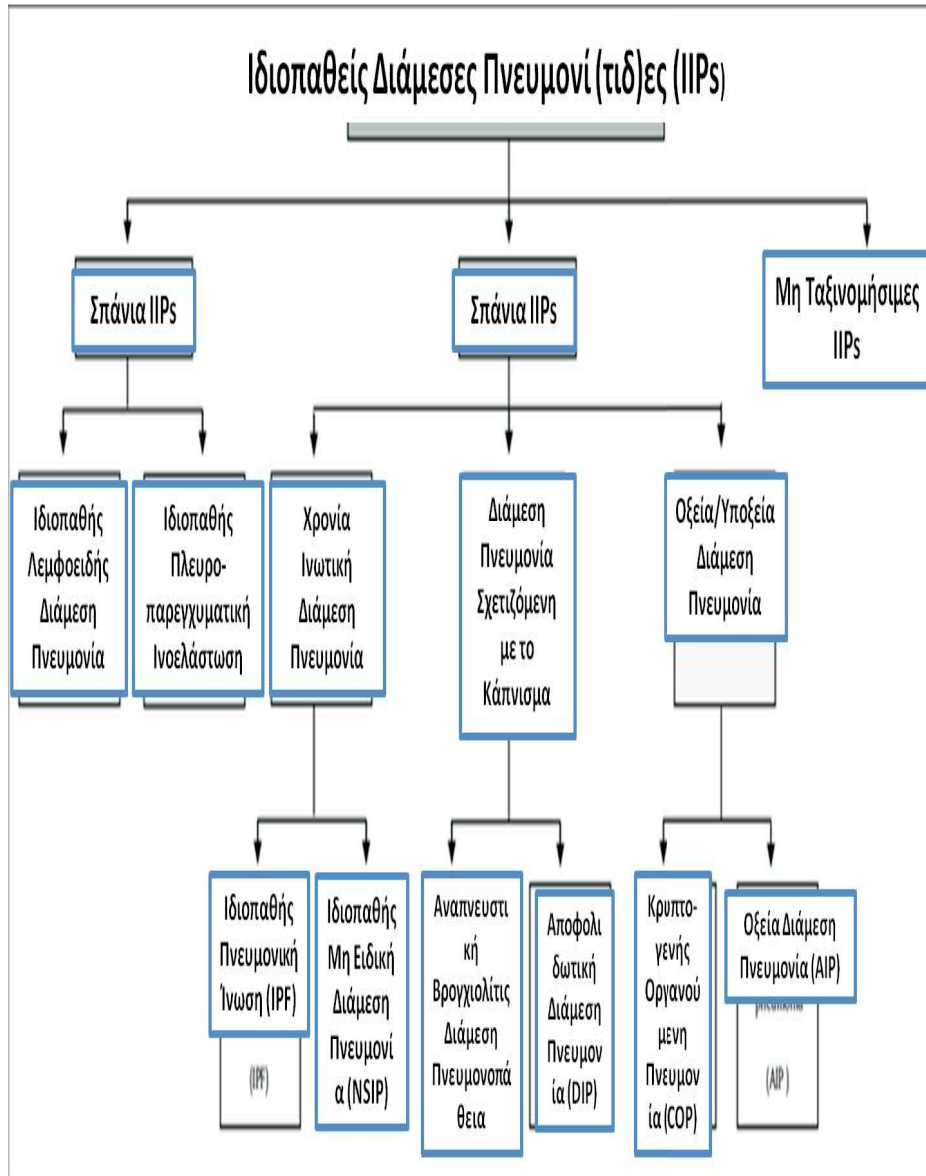 Ιδιοπαθείς Διάμεσες Πνευμονί (τιδ)ες (IIPs)
Σπάνια IIPs
Σπάνια IIPs
Μη Ταξινομήσιμες
IIPs
Ιδιοπαθής
Λεμφοειδής
Διάμεση
Πνευμονία
Ιδιοπαθής
Πλευρο-
παρεγχυματική
Ινοελάστωση
Χρονία
Ινωτική
Διάμεση
Πνευμονία
Διάμεση
Πνευμονία
Σχετιζόμενη
με το
Κάπνισμα
Οξεία/Υποξεία
Διάμεση
Πνευμονία
Ιδιοπαθής
Πνευμονική
Ίνωση (IPF)
(IPF)
Ιδιοπαθής
Μη Ειδική
Διάμεση
Πνευμονί
α (NSIP)
Αναπνευστι
κή
Βρογχιολίτις
Διάμεση
Πνευμονοπά
θεια
Αποφολι
δωτική
Διάμεση
Πνευμον
ία (DIP)
Κρυπτο-
γενής
Οργανού
μενη
Πνευμον
ία (COP)
Οξεία Διάμεση
Πνευμονία (AIP)
(AIP)